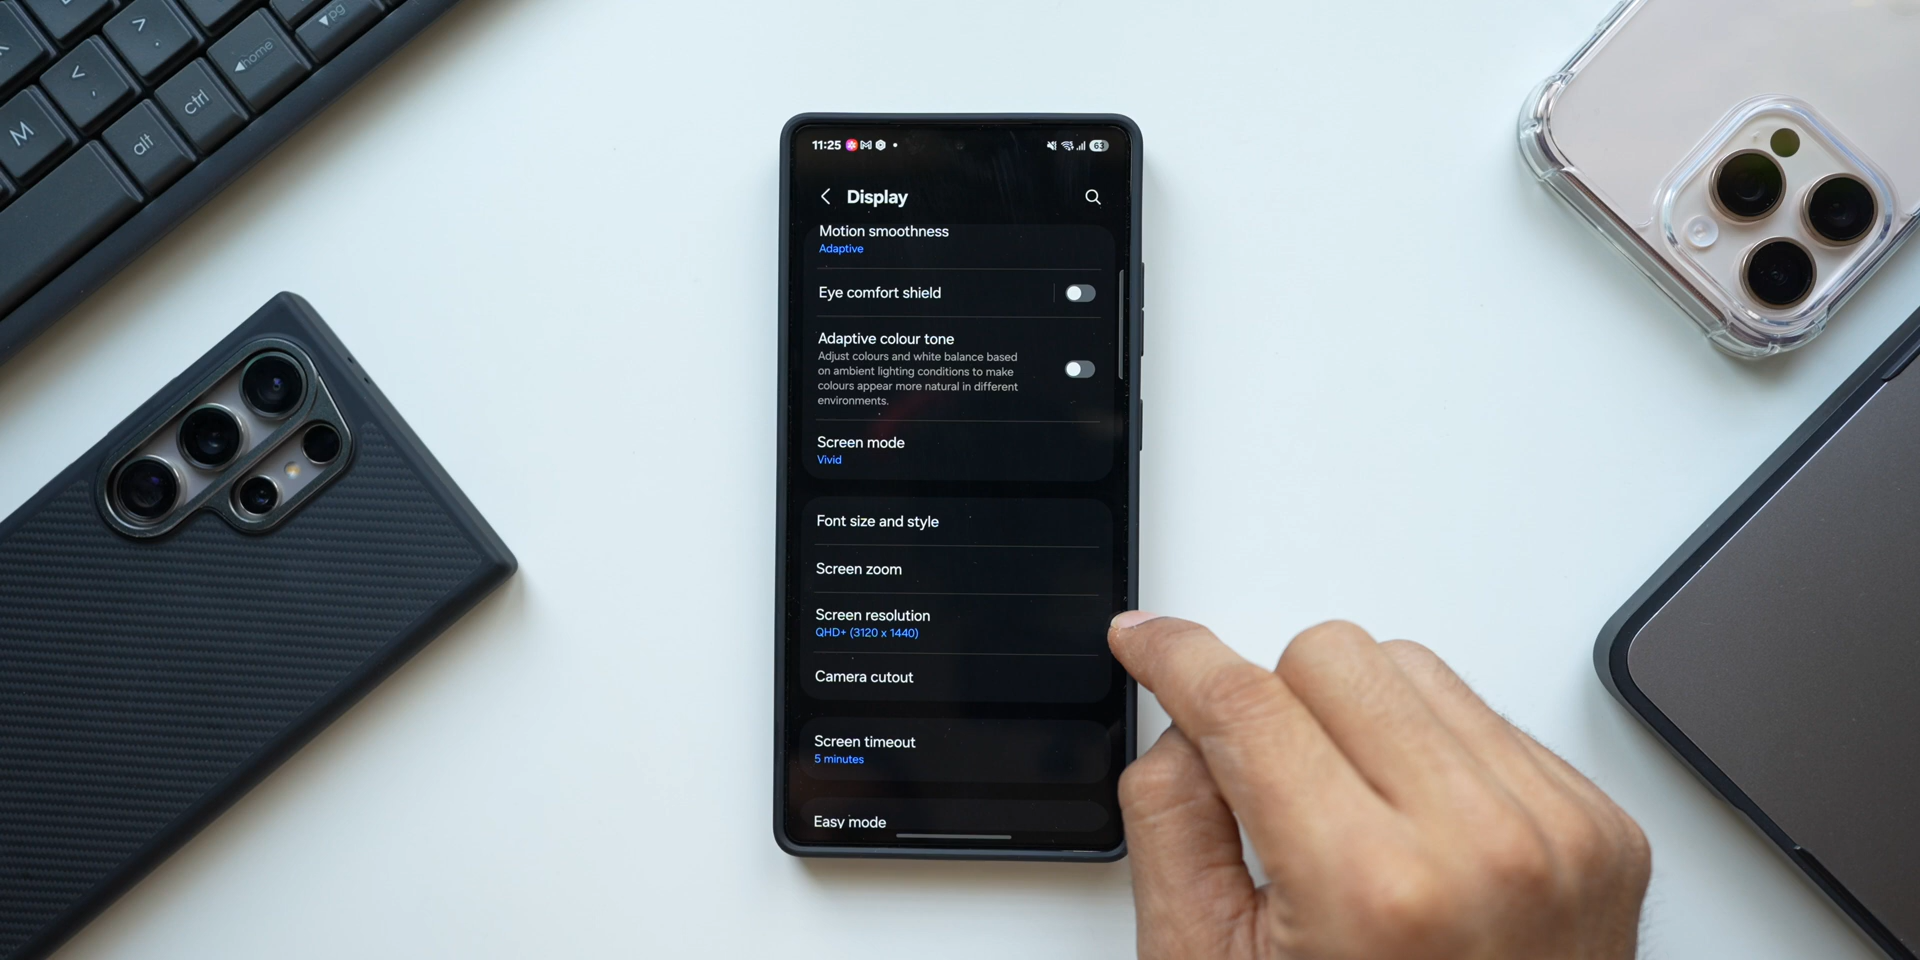 pg
home
> .
< ,
ctrl
M
alt
11:25
63
Display
Motion smoothness
Adaptive
Eye comfort shield
Adaptive colour tone
Adjust colours and white balance based
on ambient lighting conditions to make
colours appear more natural in different
environments.
Screen mode
Vivid
Font size and style
Screen zoom
Screen resolution
QHD+ (3120 x 1440)
Camera cutout
Screen timeout
5 minutes
Easy mode